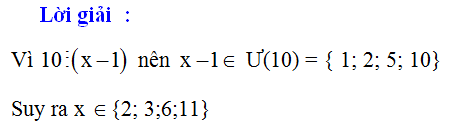 Lời giải :
Vì 10⋮(x – 1) nên x – 1 ∈ Ư(10) = { 1; 2; 5; 10}
Suy ra x ∈ {2; 3;6;11}